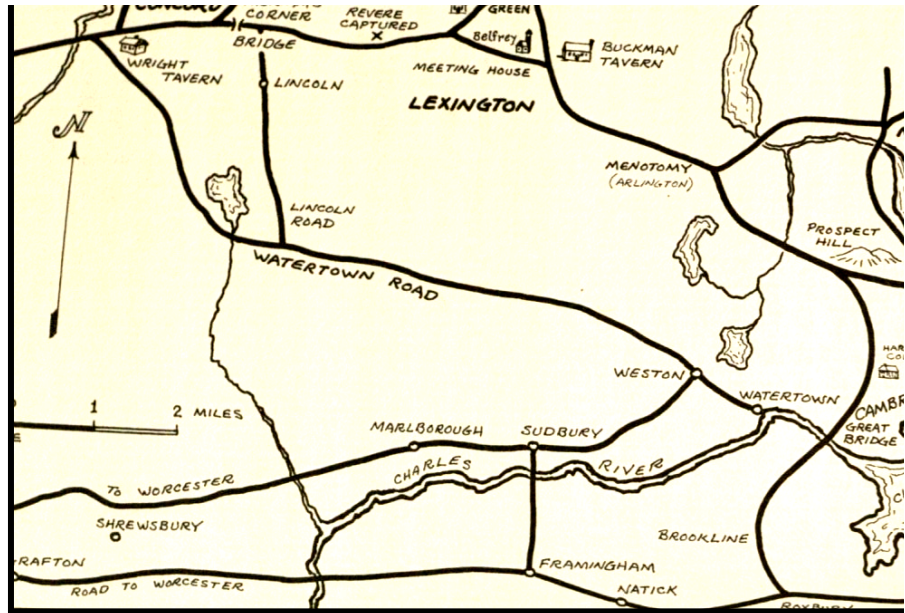 CONCORD
CORNER
BRIDGE
REVERE
CAPTURED
GREEN
Belfrey
MEETING HOUSE
BUCKMAN
TAVERN
WRIGHT
TAVERN
LINCOLN
LEXINGTON
N
MENOTOMY
(ARLINGTON)
LINCOLN
ROAD
PROSPECT
HILL
WATERTOWN ROAD
WESTON
WATERTOWN
1 2 MILES
MARLBOROUGH
SUDBURY
GREAT
BRIDGE
CHARLES RIVER
TO WORCESTER
SHREWSBURY
BROOKLINE
FRAMINGHAM
ROAD TO WORCESTER
NATICK
ROXBURY